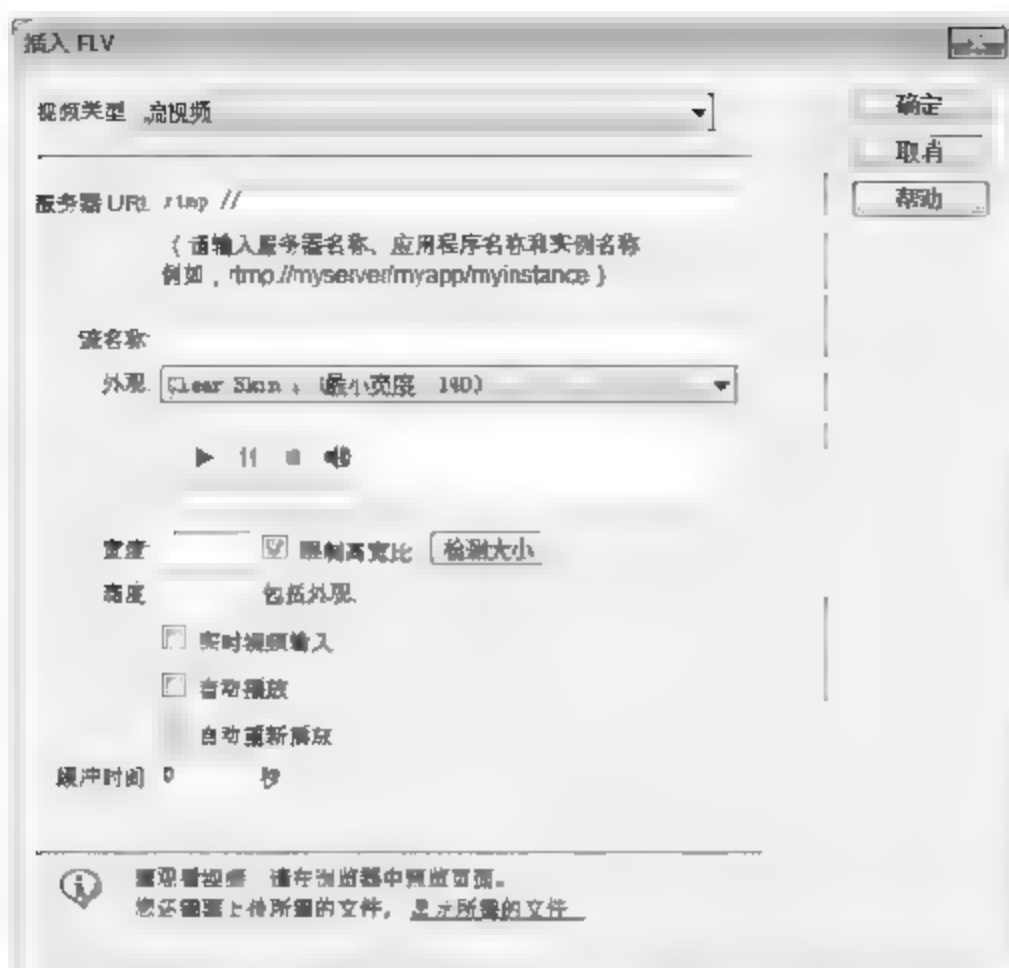 插入 FLV
视频类型 流视频
确定
取消
服务器 URL rtmp //
帮助
( 请输入服务器名称、应用程序名称和实例名称
例如 , rtmp://myserver/myapp/myinstance )
流名称
外观 Clear Skin (最小宽度 140)
宽度 限制高宽比 检测大小
高度 包括外观
实时视频输入
自动播放
自动重新播放
缓冲时间 0 秒
要观看视频 请在浏览器中预览页面。
您还需要上传所需的文件。 显示所需的文件